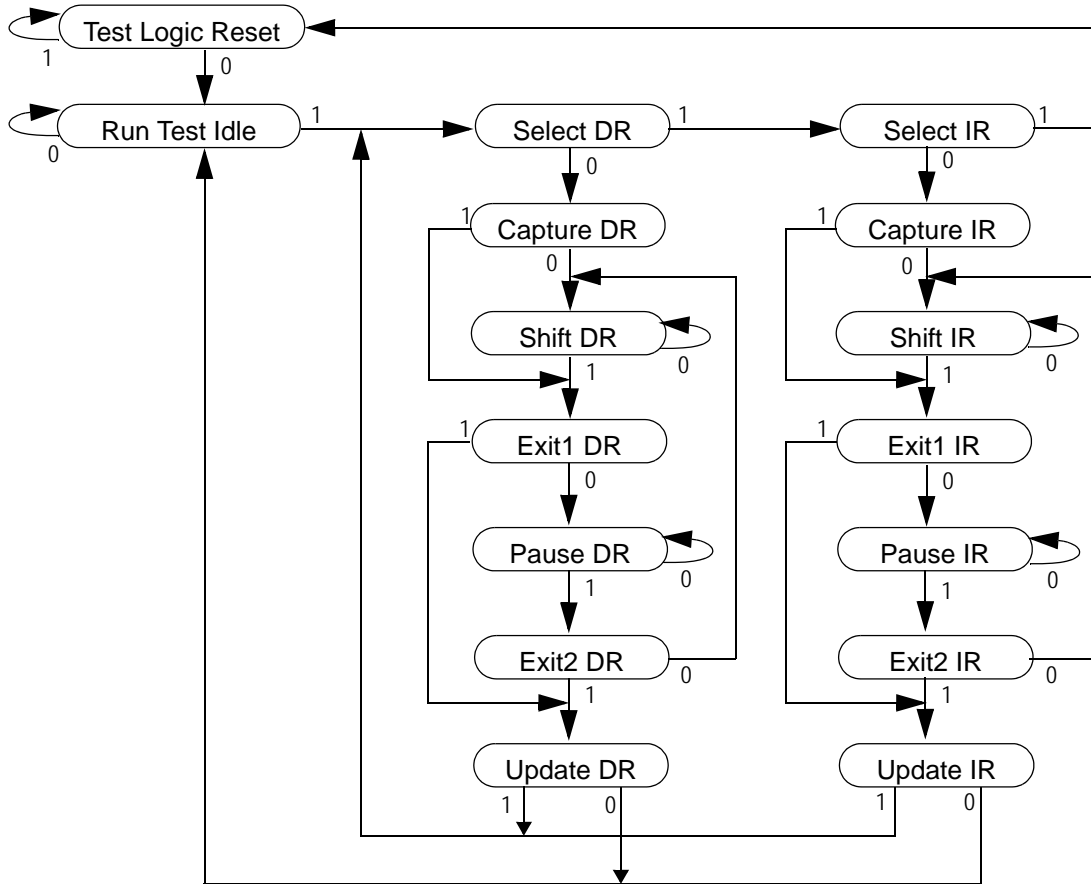 Test Logic Reset
1
0
Run Test Idle
1
Select DR
1
Select IR
1
0
0
0
1
Capture DR
1
Capture IR
0
0
Shift DR
Shift IR
0
0
1
1
1
Exit1 DR
1
Exit1 IR
0
0
Pause DR
Pause IR
0
0
1
1
Exit2 DR
Exit2 IR
0
0
1
1
Update DR
Update IR
1
0
1
0